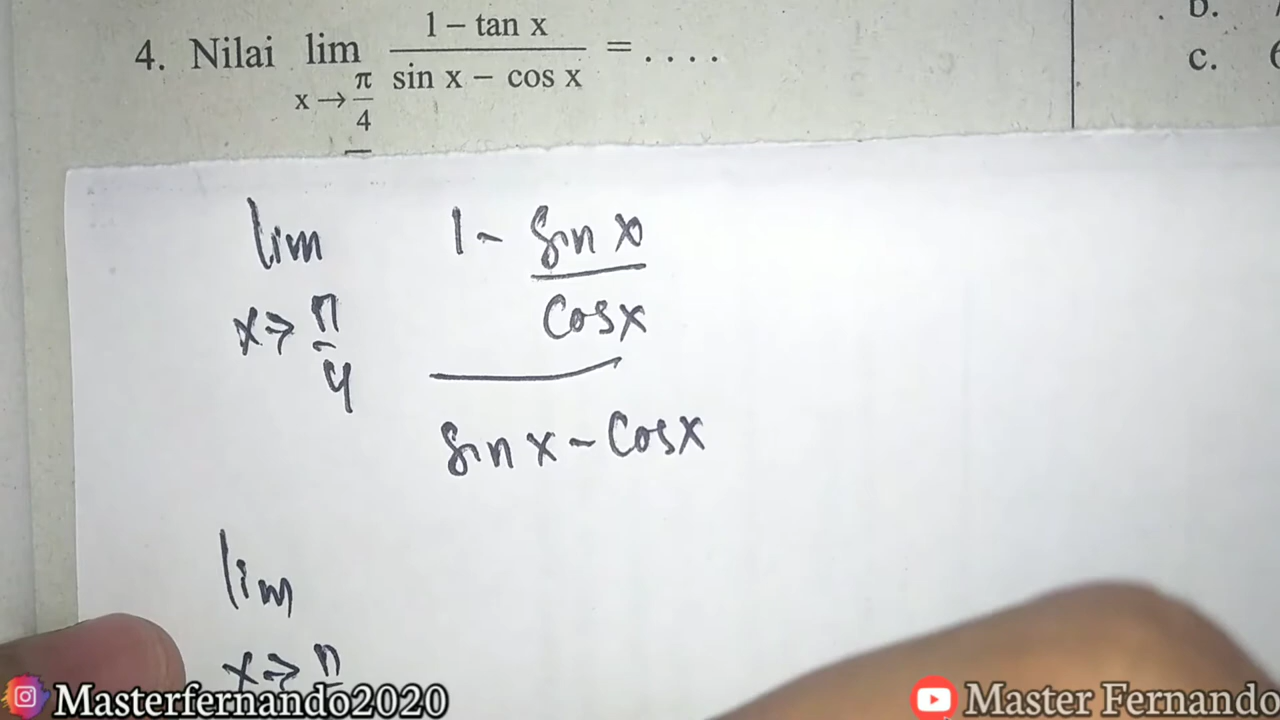 4. Nilai lim 1 – tan x = . . . .
x → π/4 sin x – cos x
b.
c.
lim 1 - sin x
x → π/4 cos x
sin x - cos x
lim
x → π
Masterfernando2020
Master Fernando